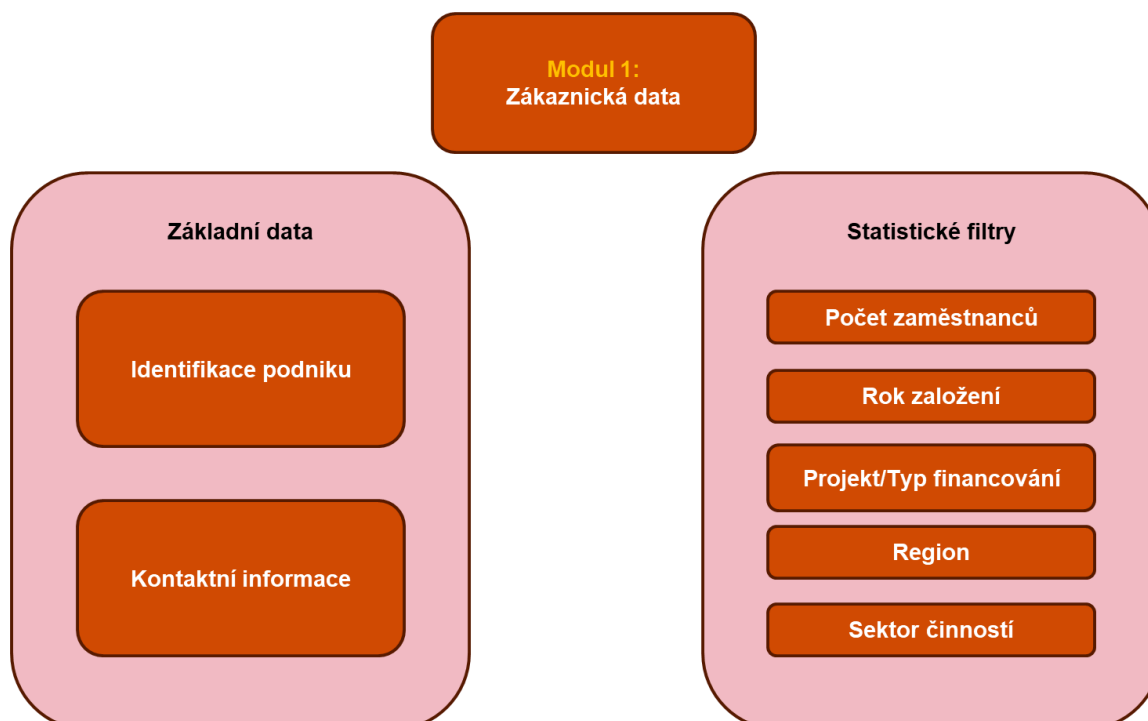 Modul 1:
Zákaznická data
Základní data
Identifikace podniku
Kontaktní informace
Statistické filtry
Počet zaměstnanců
Rok založení
Projekt/Typ financování
Region
Sektor činností